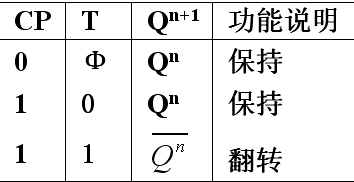 CP T Qⁿ⁺¹ 功能说明
0 Φ Qⁿ 保持
1 0 Qⁿ 保持
1 1 Q̅ⁿ̅ 翻转